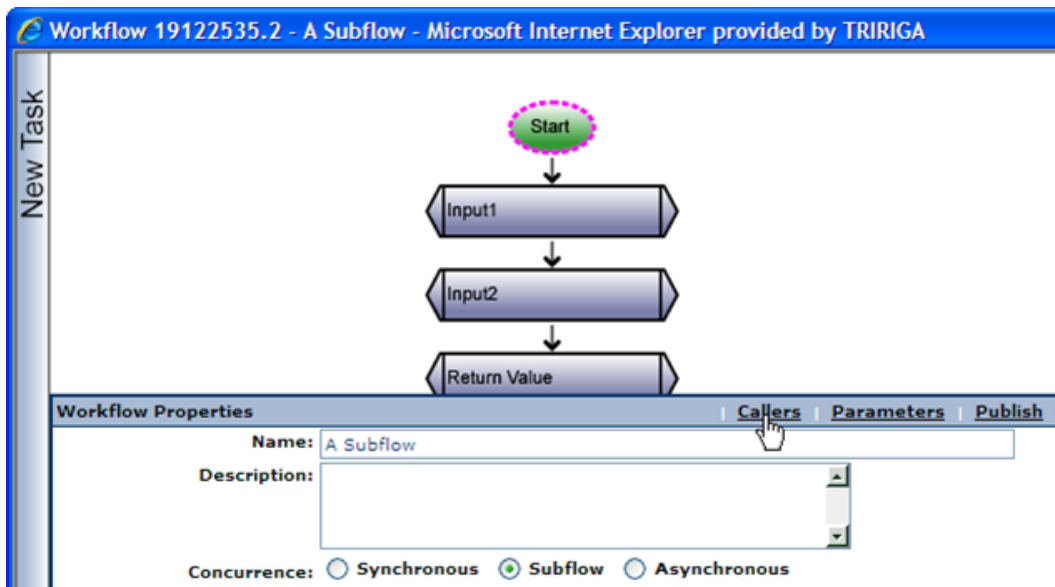 Workflow 19122535.2 - A Subflow - Microsoft Internet Explorer provided by TRIRIGA
New Task
Start
Input1
Input2
Return Value
Workflow Properties | Callers | Parameters | Publish
Name: A Subflow
Description:
Concurrence: Synchronous Subflow Asynchronous